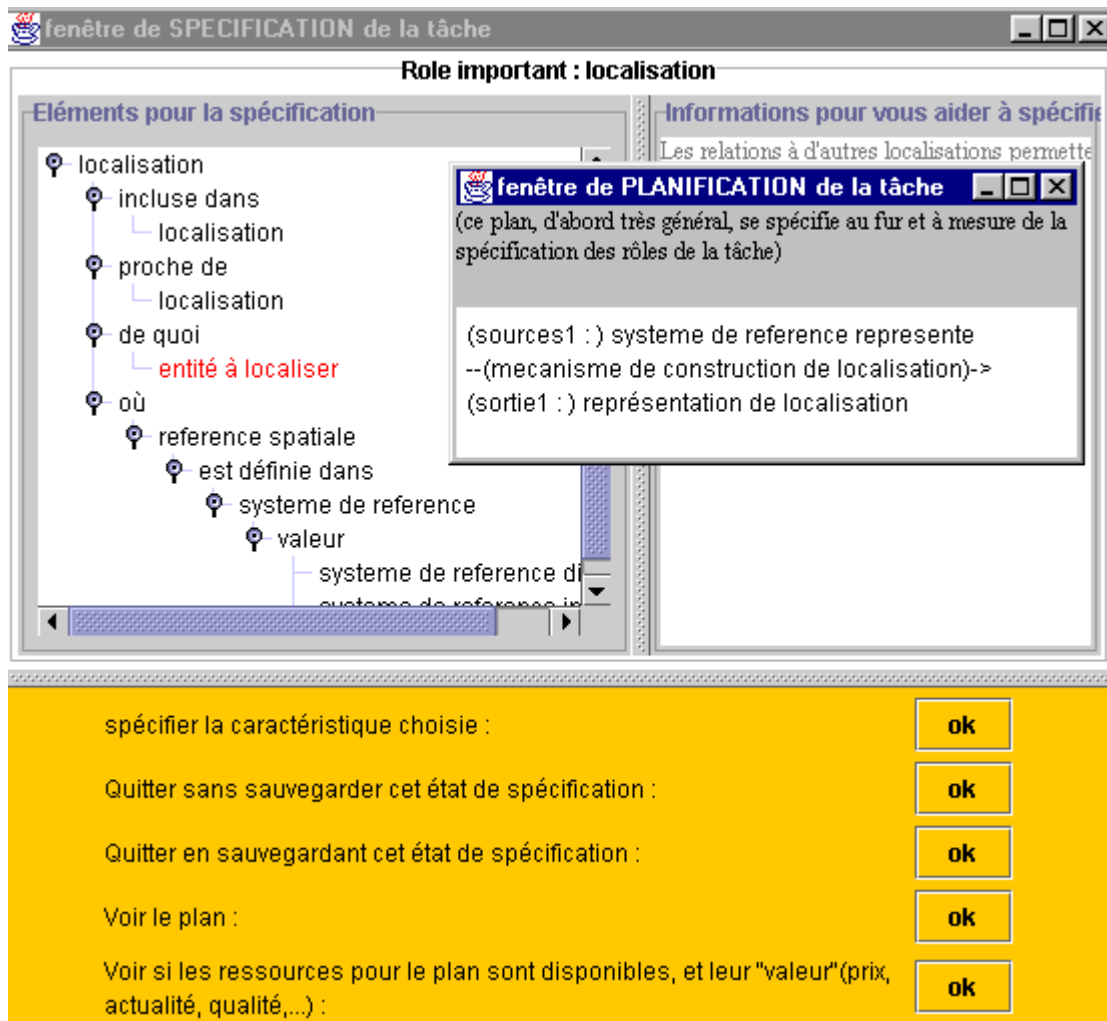 fenêtre de SPECIFICATION de la tâche
Role important : localisation
Eléments pour la spécification
localisation
incluse dans
localisation
proche de
localisation
de quoi
entité à localiser
où
reference spatiale
est définie dans
systeme de reference
valeur
systeme de reference di
systeme de reference in
Informations pour vous aider à spécifie
Les relations à d'autres localisations permette
fenêtre de PLANIFICATION de la tâche
(ce plan, d'abord très général, se spécifie au fur et à mesure de la
spécification des rôles de la tâche)
(sources1 : ) systeme de reference represente
--(mecanisme de construction de localisation)->
(sortie1 : ) représentation de localisation
spécifier la caractéristique choisie : ok
Quitter sans sauvegarder cet état de spécification : ok
Quitter en sauvegardant cet état de spécification : ok
Voir le plan : ok
Voir si les ressources pour le plan sont disponibles, et leur "valeur"(prix,
actualité, qualité,...) : ok